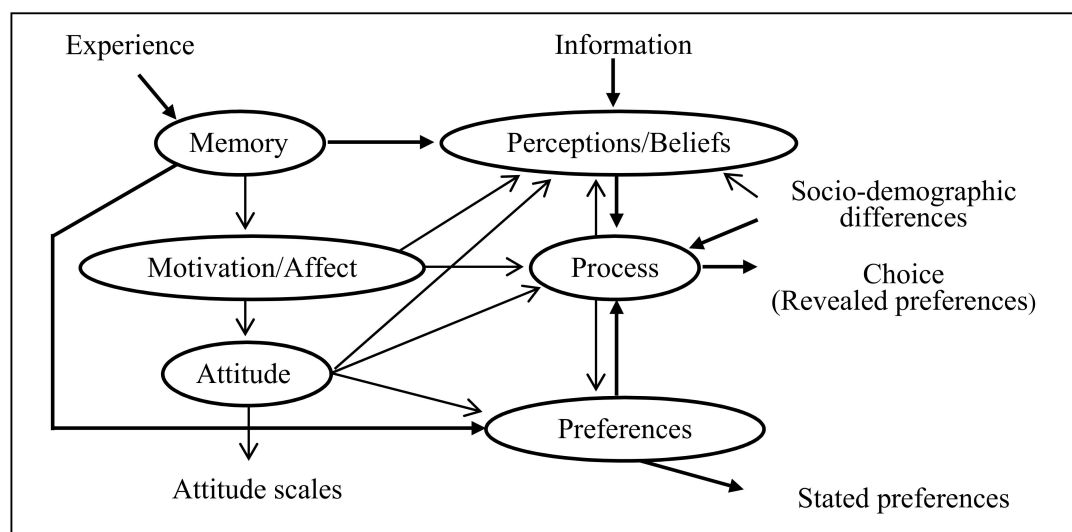 Experience
Information
Memory
Perceptions/Beliefs
Socio-demographic
differences
Motivation/Affect
Process
Choice
(Revealed preferences)
Attitude
Preferences
Attitude scales
Stated preferences